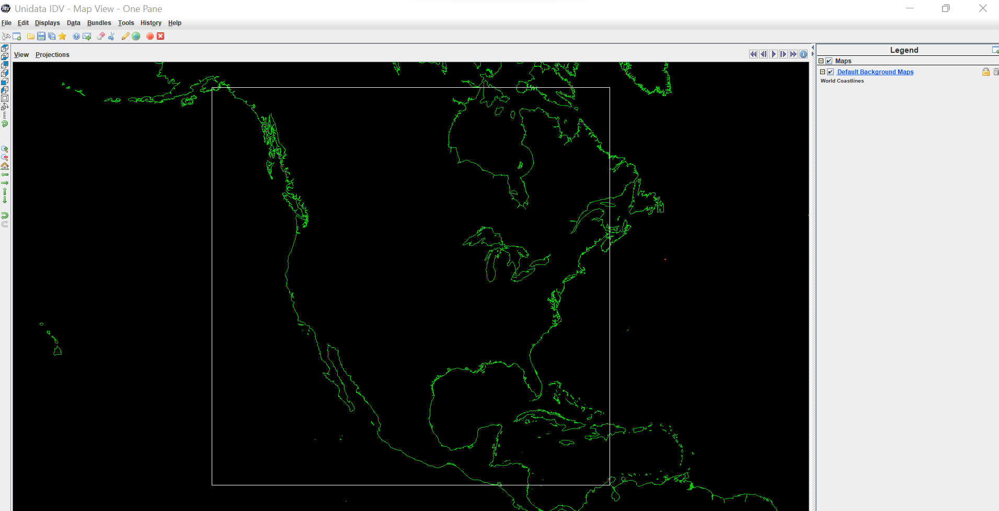 Unidata IDV - Map View - One Pane
File Edit Displays Data Bundles Tools History Help
View Projections
Legend
Maps
Default Background Maps
World Coastlines